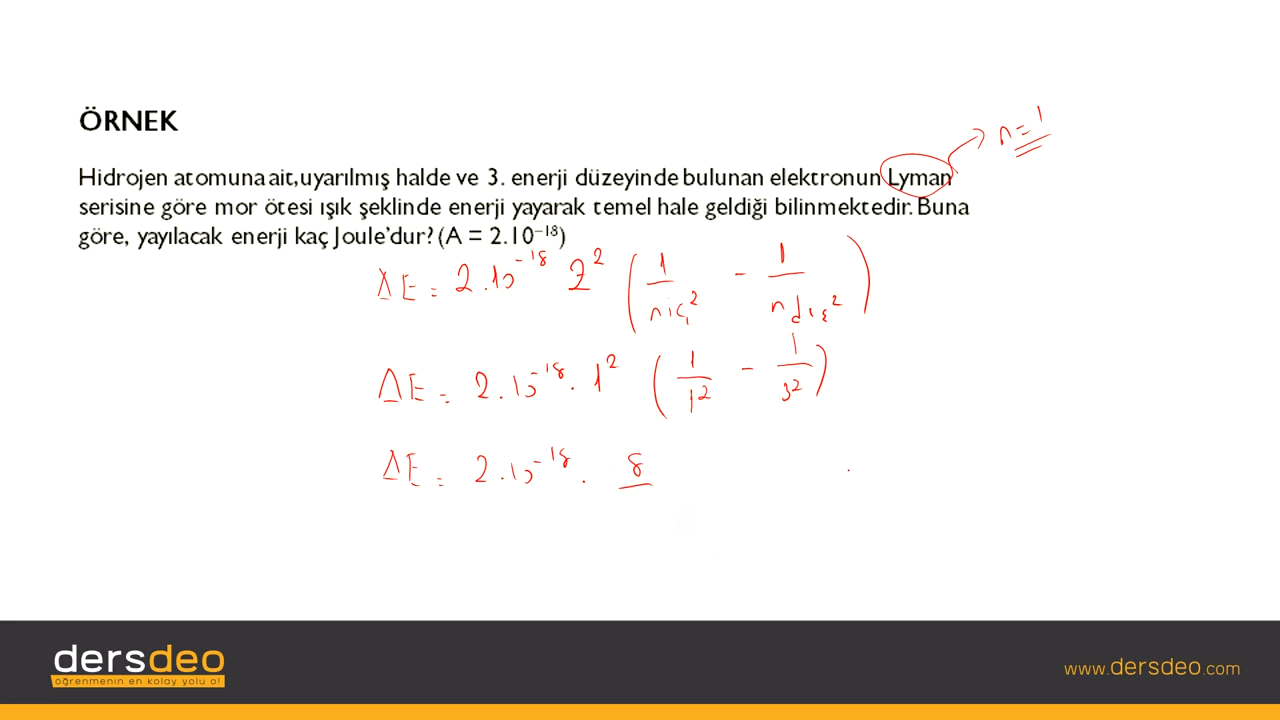 ÖRNEK
n = 1
Hidrojen atomuna ait, uyarılmış halde ve 3. enerji düzeyinde bulunan elektronun Lyman
serisine göre mor ötesi ışık şeklinde enerji yayarak temel hale geldiği bilinmektedir. Buna
göre, yayılacak enerji kaç Joule'dur? (A = 2.10⁻¹⁸)
ΔE = 2.10⁻¹⁸ Z² (1/niç² - 1/ndış²)
ΔE = 2.10⁻¹⁸ . 1² (1/1² - 1/3²)
ΔE = 2.10⁻¹⁸ . 8
dersdeo
öğrenmenin en kolay yolu o!
www.dersdeo.com